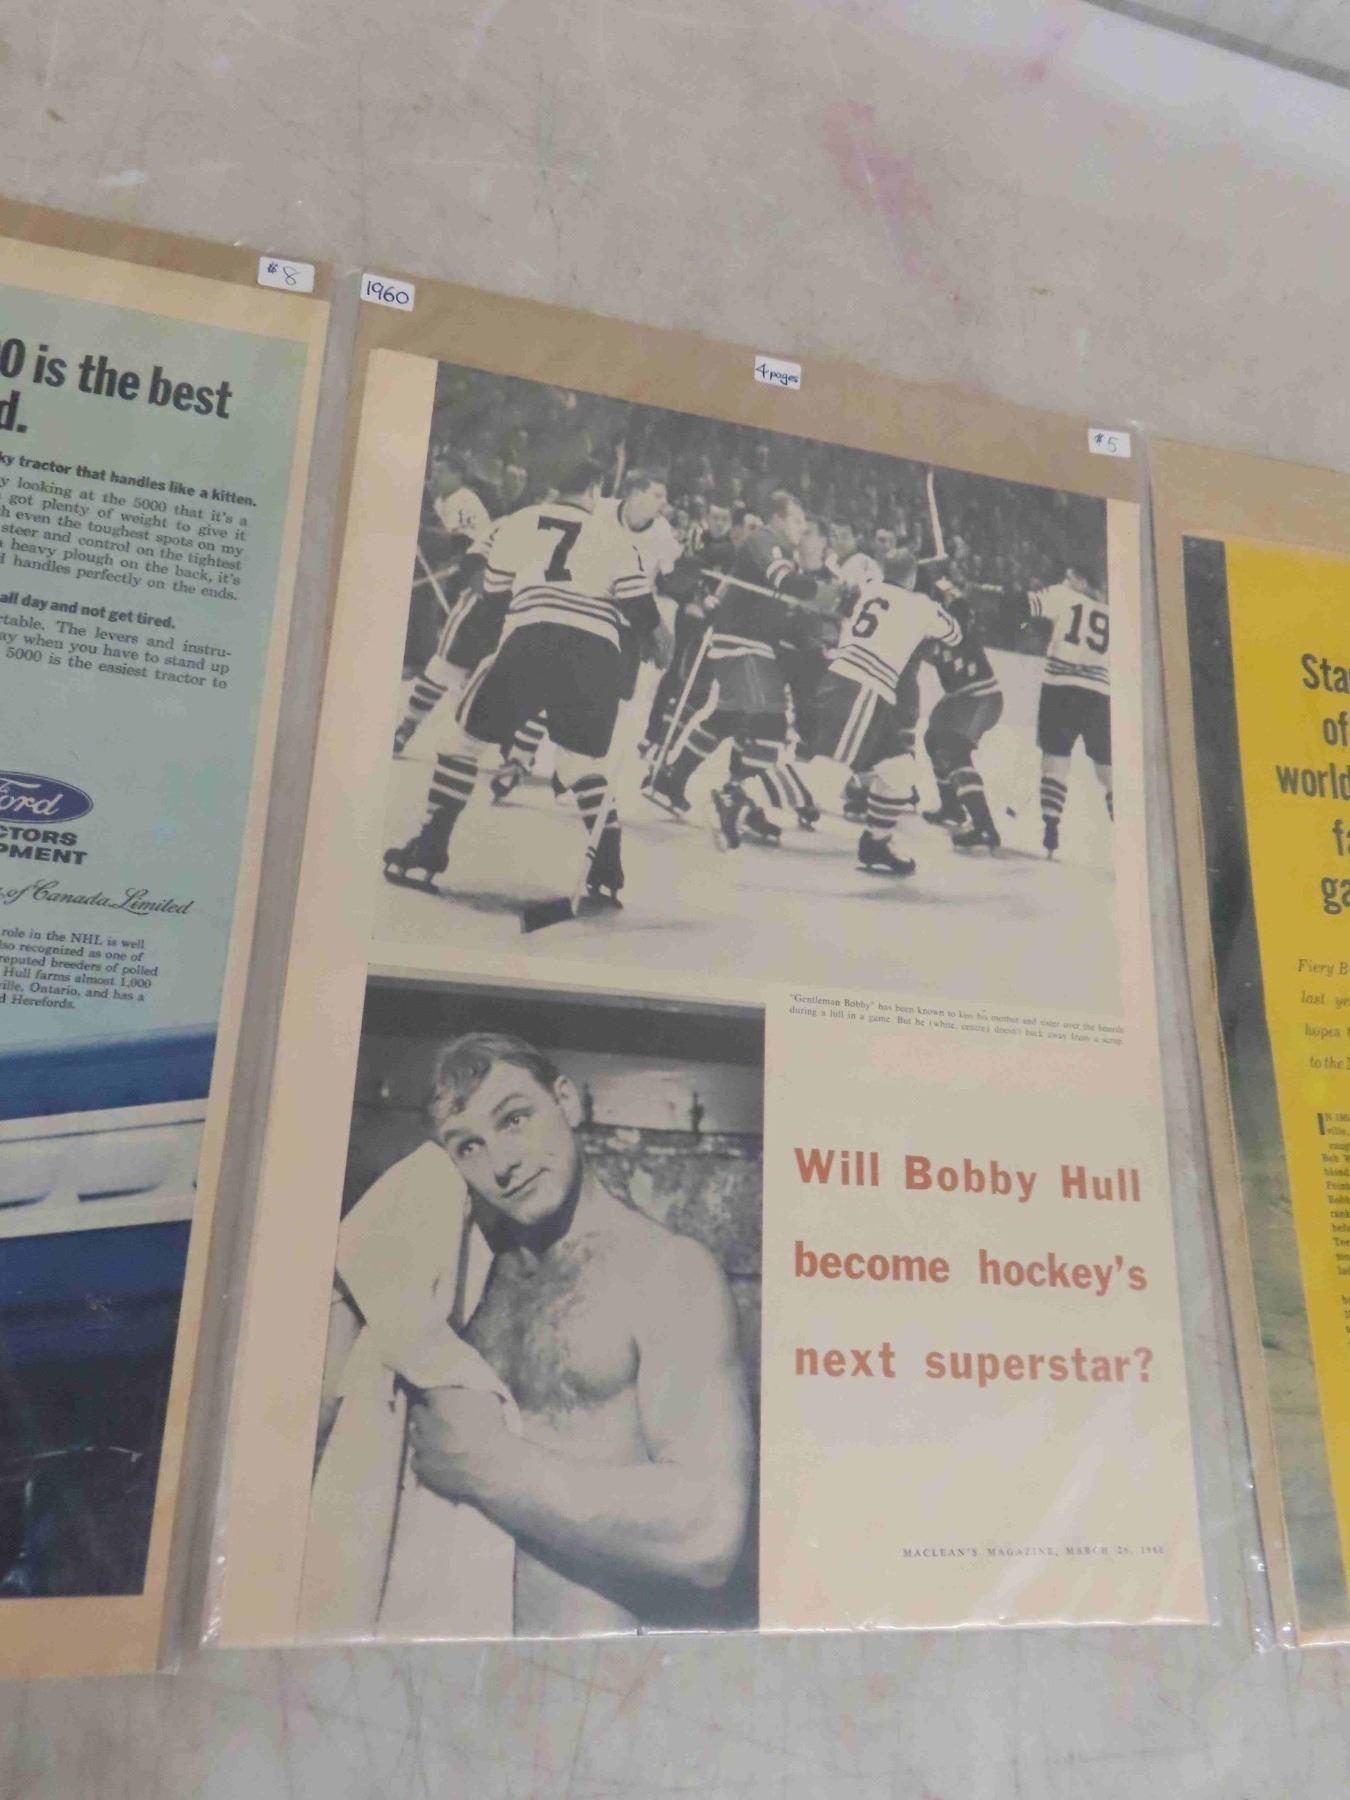 $8
0 is the best
d.
ky tractor that handles like a kitten.
y looking at the 5000 that it's a
got plenty of weight to give it
h even the toughest spots on my
steer and control on the tightest
a heavy plough on the back, it's
d handles perfectly on the ends.
all day and not get tired.
rtable. The levers and instru-
ay when you have to stand up
5000 is the easiest tractor to
Ford
CTORS
PMENT
of Canada Limited
role in the NHL is well
lso recognized as one of
reputed breeders of polled
Hull farms almost 1,000
ville, Ontario, and has a
d Herefords.
1960
4 pages
$5
7
6
19
"Gentleman Bobby" has been known to kiss his mother and sister over the boards
during a lull in a game. But he (white, centre) doesn't back away from a scrap.
Will Bobby Hull
become hockey's
next superstar?
MACLEAN'S MAGAZINE, MARCH 26, 1960
Sta
of
world
fa
ga
Fiery B
last ye
hopes t
to the